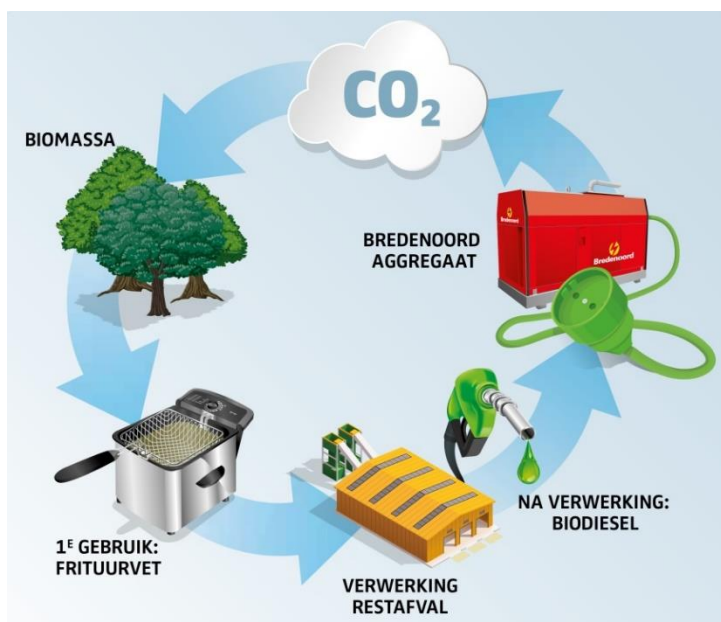 CO₂
BIOMASSA
BREDENOORD
AGGREGAAT
Bredenoord
1ᴱ GEBRUIK:
FRITUURVET
VERWERKING
RESTAFVAL
NA VERWERKING:
BIODIESEL